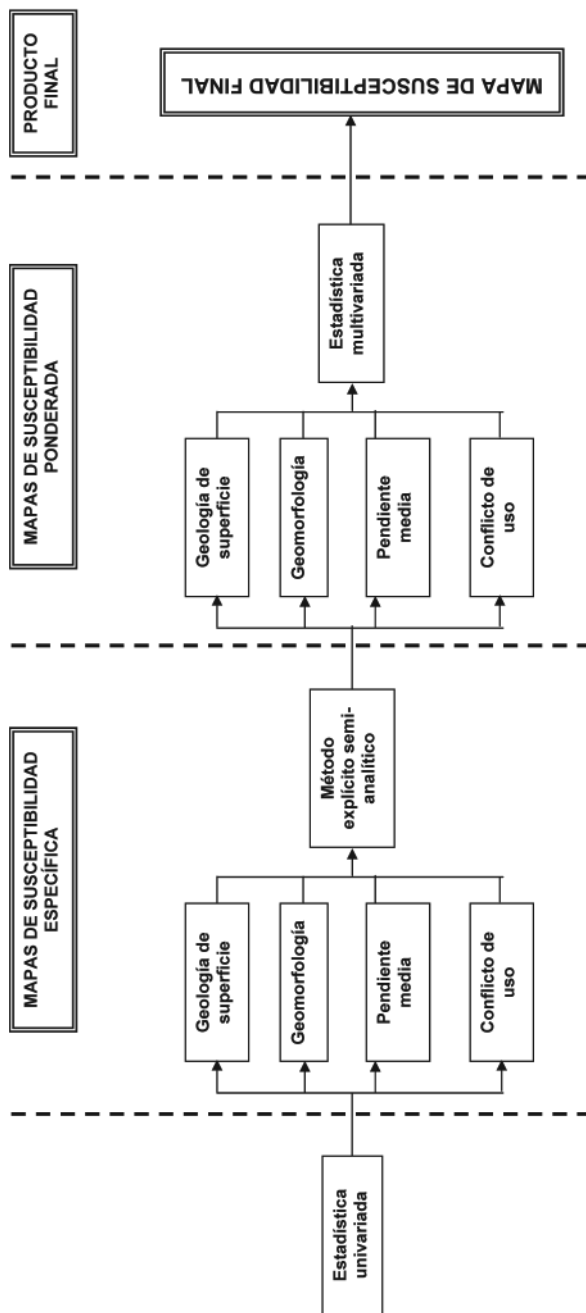 MAPAS DE SUSCEPTIBILIDAD
ESPECÍFICA
MAPAS DE SUSCEPTIBILIDAD
PONDERADA
PRODUCTO
FINAL
Estadística
univariada
Geología de
superficie
Geomorfología
Pendiente
media
Conflicto de
uso
Método
explícito semi-
analítico
Geología de
superficie
Geomorfología
Pendiente
media
Conflicto de
uso
Estadística
multivariada
MAPA DE SUSCEPTIBILIDAD FINAL